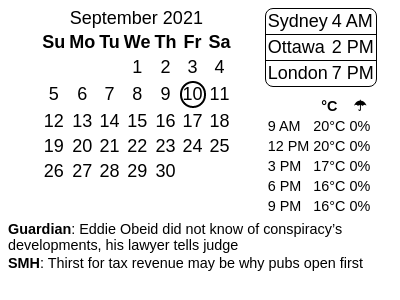 September 2021
Su Mo Tu We Th Fr Sa
1 2 3 4
5 6 7 8 9 10 11
12 13 14 15 16 17 18
19 20 21 22 23 24 25
26 27 28 29 30
Sydney 4 AM
Ottawa 2 PM
London 7 PM
°C ☂
9 AM 20°C 0%
12 PM 20°C 0%
3 PM 17°C 0%
6 PM 16°C 0%
9 PM 16°C 0%
Guardian: Eddie Obeid did not know of conspiracy’s
developments, his lawyer tells judge
SMH: Thirst for tax revenue may be why pubs open first